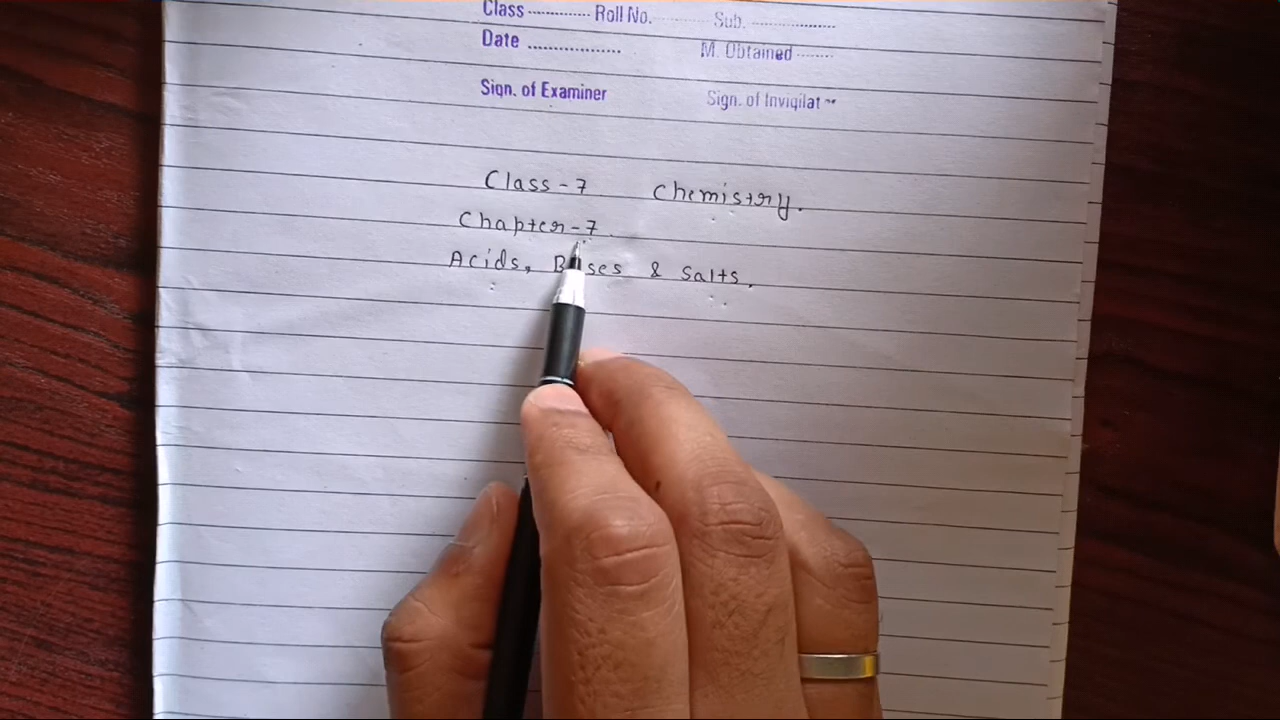 Class ............. Roll No. ............ Sub. ..................
Date .................. M. Obtained ........
Sign. of Examiner Sign. of Invigilat
Class-7 Chemistry.
Chapter-7
Acids, Bases & Salts.